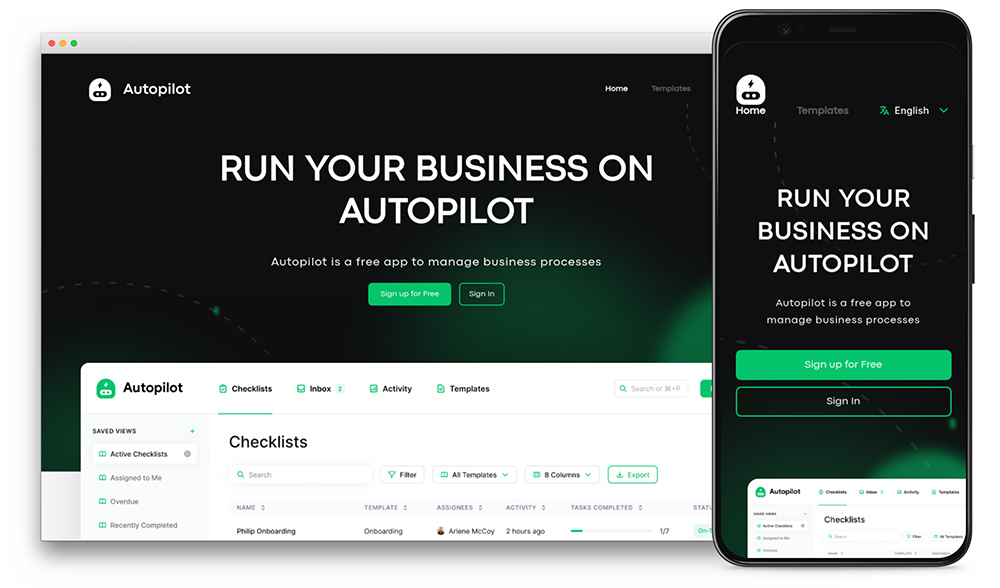 Autopilot
Home Templates
RUN YOUR BUSINESS ON
AUTOPILOT
Autopilot is a free app to manage business processes
Sign up for Free Sign In
Autopilot Checklists Inbox 2 Activity Templates Search or ⌘+P
SAVED VIEWS +
Active Checklists
Assigned to Me
Overdue
Recently Completed
Checklists
Search Filter All Templates 8 Columns Export
NAME TEMPLATE ASSIGNEES ACTIVITY TASKS COMPLETED STATU
Philip Onboarding Onboarding Arlene McCoy 2 hours ago 1/7 On-T
Home Templates English
RUN YOUR
BUSINESS ON
AUTOPILOT
Autopilot is a free app to
manage business processes
Sign up for Free
Sign In
Autopilot Checklists Inbox Activity Templates
SAVED VIEWS
Active Checklists
Assigned to Me
Overdue
Checklists
Search Filter All Templates
NAME TEMPLATE